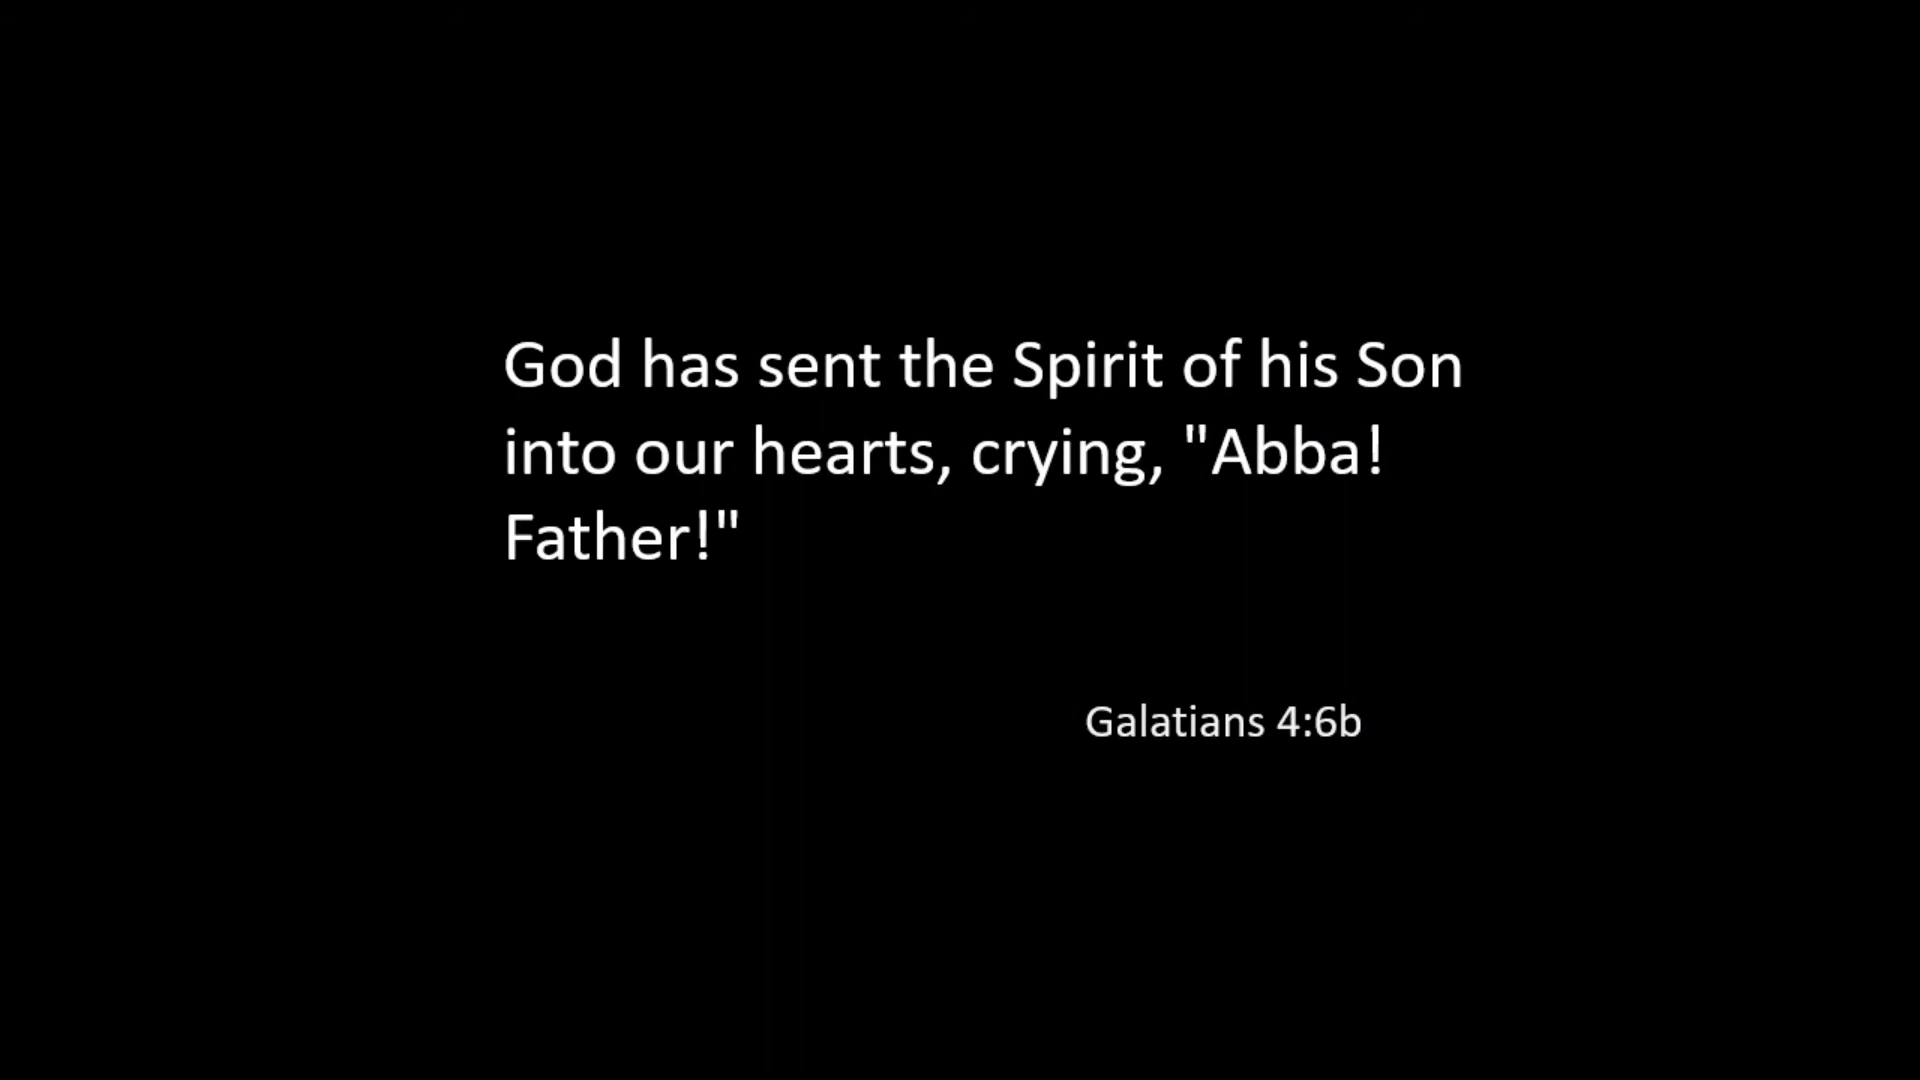 God has sent the Spirit of his Son
into our hearts, crying, "Abba!
Father!"
Galatians 4:6b